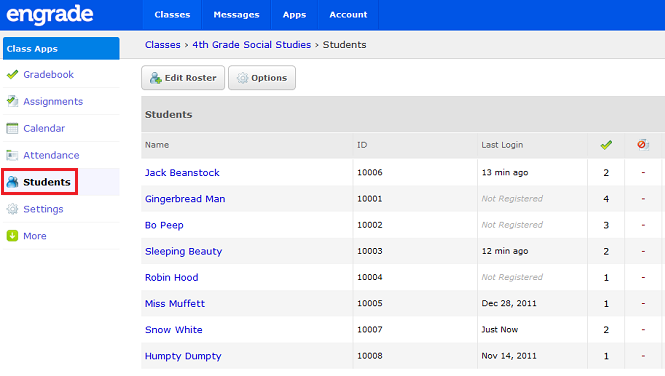 engrade
Classes Messages Apps Account
Class Apps
Gradebook
Assignments
Calendar
Attendance
Students
Settings
More
Classes › 4th Grade Social Studies › Students
Edit Roster Options
Students
Name ID Last Login
Jack Beanstock 10006 13 min ago 2 -
Gingerbread Man 10001 Not Registered 4 -
Bo Peep 10002 Not Registered 3 -
Sleeping Beauty 10003 12 min ago 2 -
Robin Hood 10004 Not Registered 1 -
Miss Muffett 10005 Dec 28, 2011 1 -
Snow White 10007 Just Now 2 -
Humpty Dumpty 10008 Nov 14, 2011 1 -